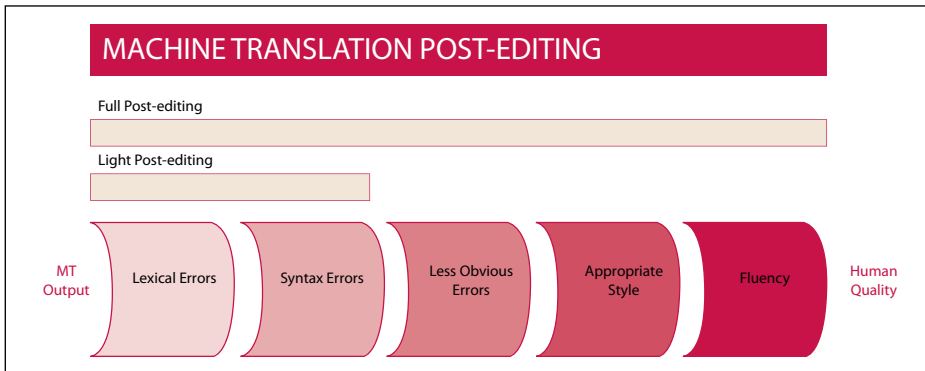 MACHINE TRANSLATION POST-EDITING
Full Post-editing
Light Post-editing
MT
Output
Lexical Errors
Syntax Errors
Less Obvious
Errors
Appropriate
Style
Fluency
Human
Quality